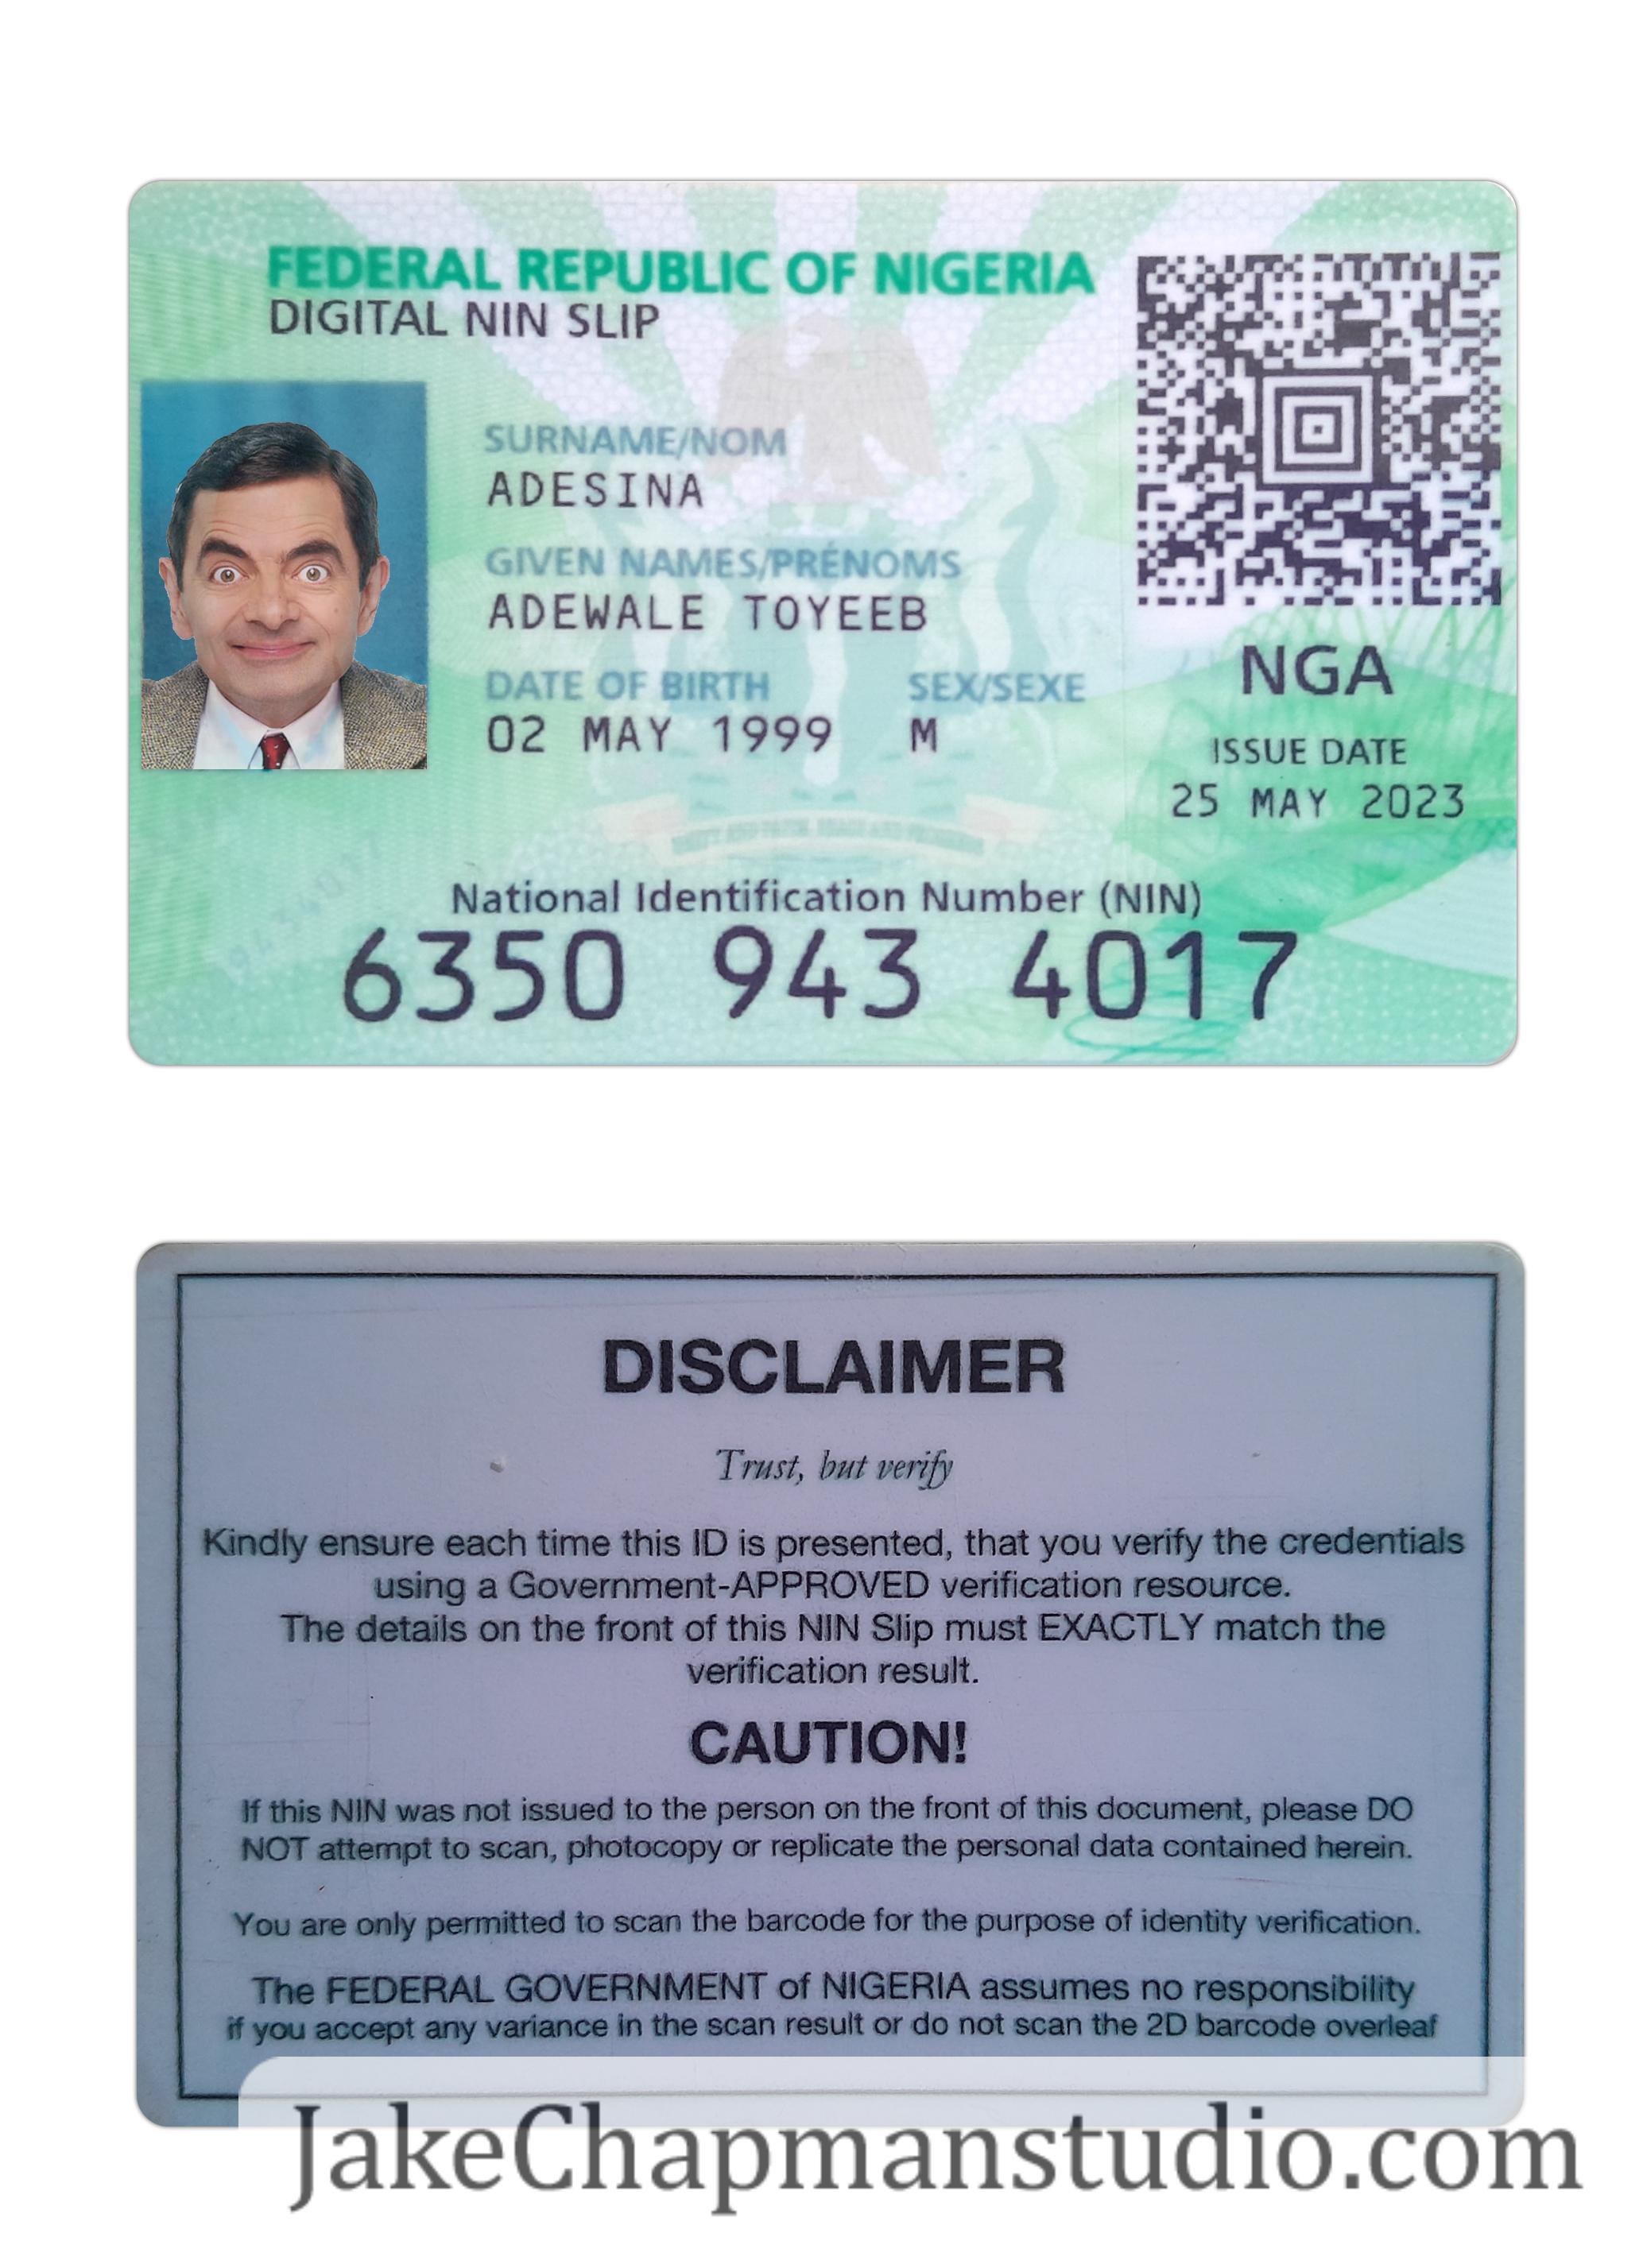 FEDERAL REPUBLIC OF NIGERIA
DIGITAL NIN SLIP
SURNAME/NOM
ADESINA
GIVEN NAMES/PRÉNOMS
ADEWALE TOYEEB
DATE OF BIRTH SEX/SEXE
02 MAY 1999 M
NGA
ISSUE DATE
25 MAY 2023
National Identification Number (NIN)
6350 943 4017
DISCLAIMER
Trust, but verify
Kindly ensure each time this ID is presented, that you verify the credentials
using a Government-APPROVED verification resource.
The details on the front of this NIN Slip must EXACTLY match the
verification result.
CAUTION!
If this NIN was not issued to the person on the front of this document, please DO
NOT attempt to scan, photocopy or replicate the personal data contained herein.
You are only permitted to scan the barcode for the purpose of identity verification.
The FEDERAL GOVERNMENT of NIGERIA assumes no responsibility
if you accept any variance in the scan result or do not scan the 2D barcode overleaf
JakeChapmanstudio.com